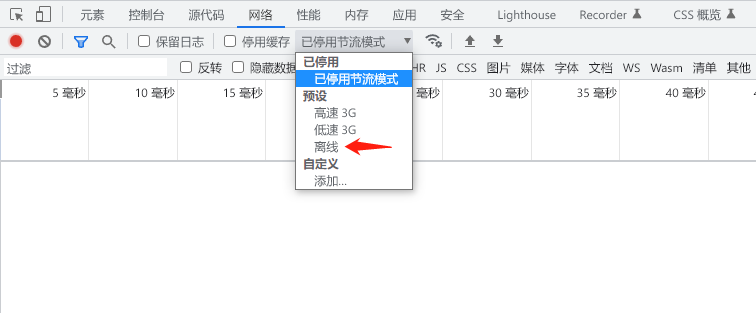 元素 控制台 源代码 网络 性能 内存 应用 安全 Lighthouse Recorder CSS 概览
保留日志 停用缓存 已停用节流模式
过滤 反转 隐藏数据 HR JS CSS 图片 媒体 字体 文档 WS Wasm 清单 其他
5 毫秒 10 毫秒 15 毫秒 毫秒 30 毫秒 35 毫秒 40 毫秒
已停用
已停用节流模式
预设
高速 3G
低速 3G
离线
自定义
添加...